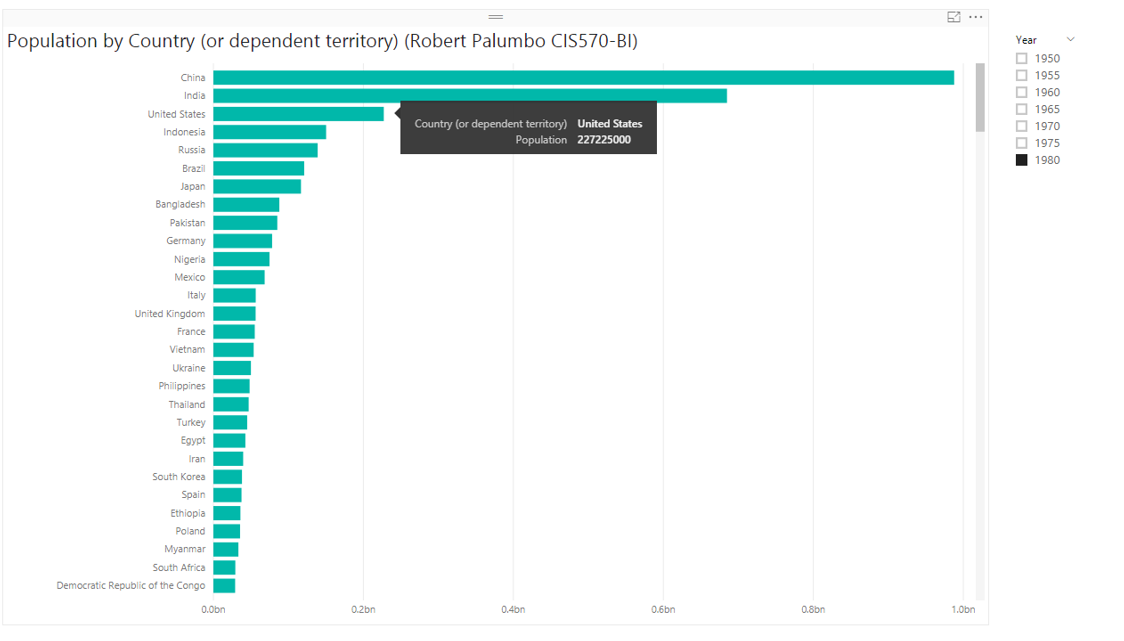 Population by Country (or dependent territory) (Robert Palumbo CIS570-BI)
China
India
United States
Indonesia
Russia
Brazil
Japan
Bangladesh
Pakistan
Germany
Nigeria
Mexico
Italy
United Kingdom
France
Vietnam
Ukraine
Philippines
Thailand
Turkey
Egypt
Iran
South Korea
Spain
Ethiopia
Poland
Myanmar
South Africa
Democratic Republic of the Congo
0.0bn 0.2bn 0.4bn 0.6bn 0.8bn 1.0bn
Country (or dependent territory) United States
Population 227225000
Year
1950
1955
1960
1965
1970
1975
1980